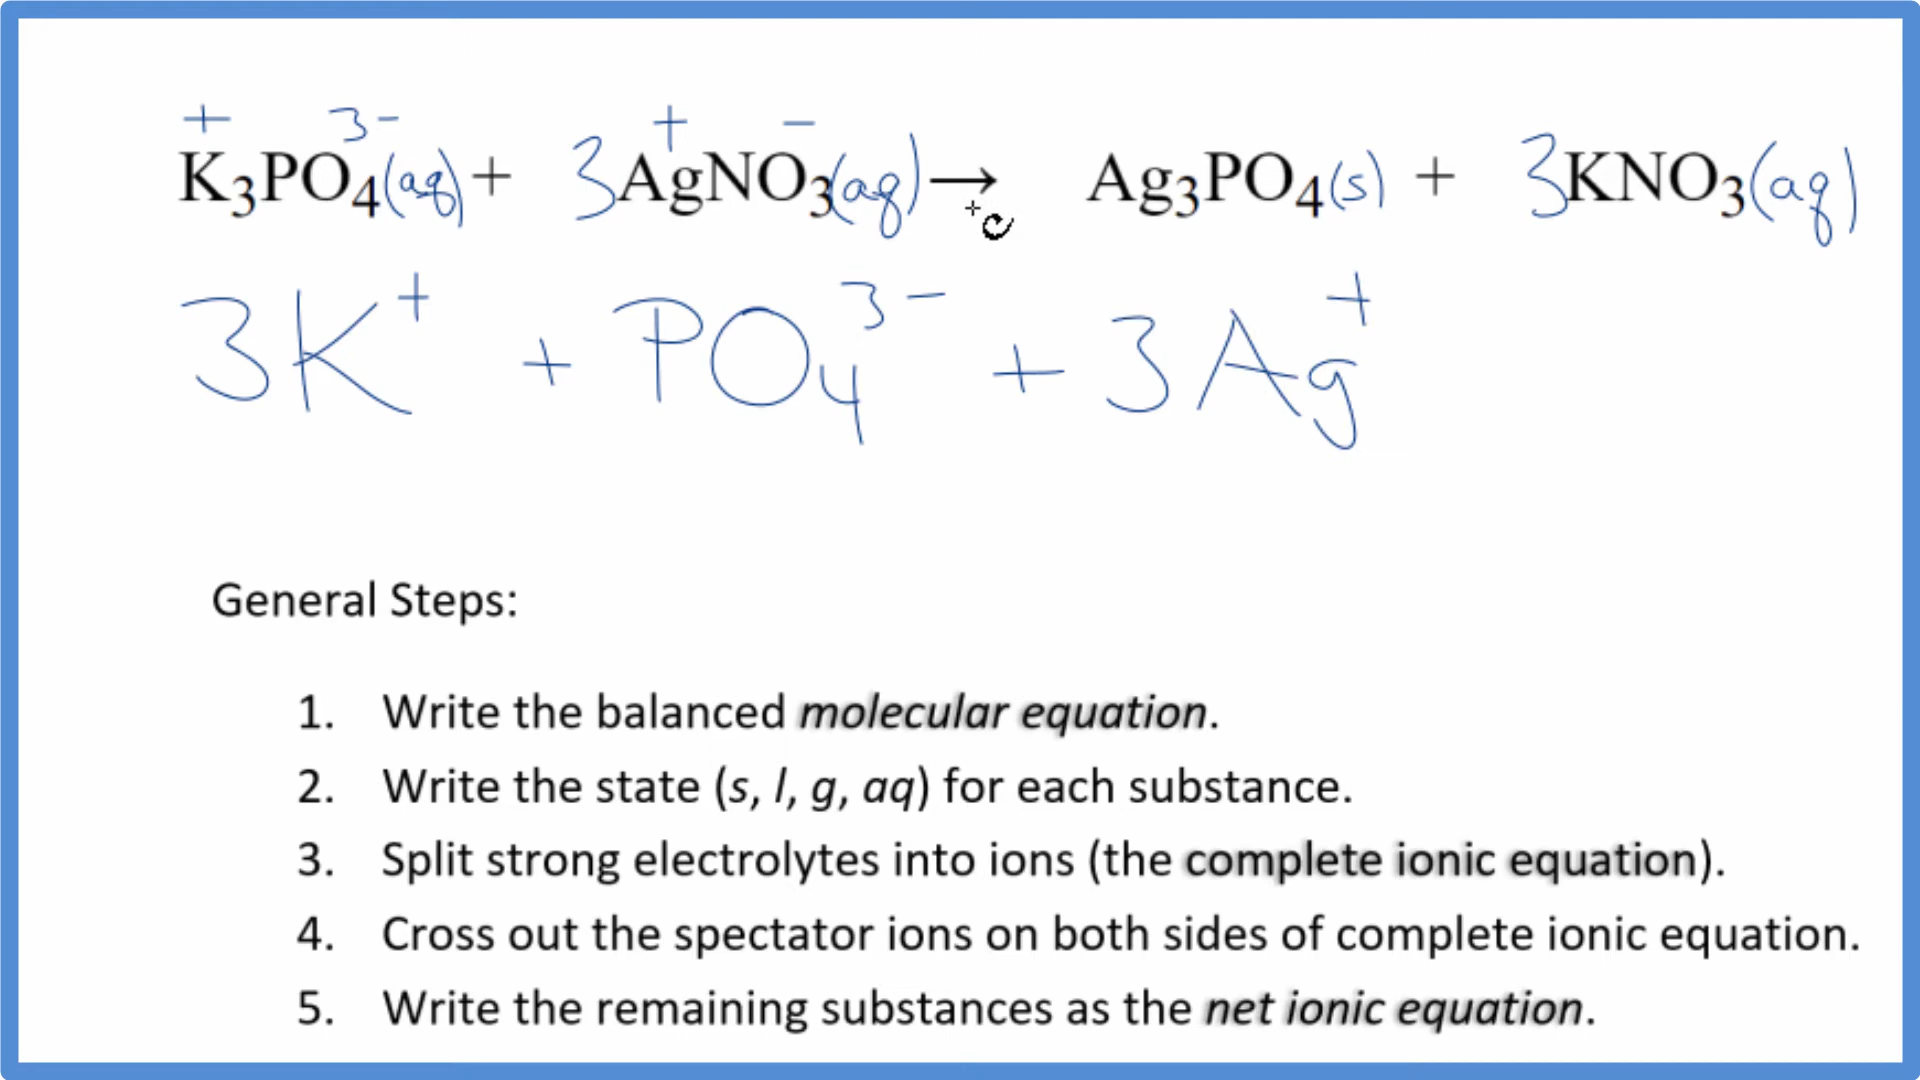 + 3- + -
K₃PO₄(aq) + 3AgNO₃(aq) → Ag₃PO₄(s) + 3KNO₃(aq)
3K⁺ + PO₄³⁻ + 3Ag⁺
General Steps:
1. Write the balanced molecular equation.
2. Write the state (s, l, g, aq) for each substance.
3. Split strong electrolytes into ions (the complete ionic equation).
4. Cross out the spectator ions on both sides of complete ionic equation.
5. Write the remaining substances as the net ionic equation.